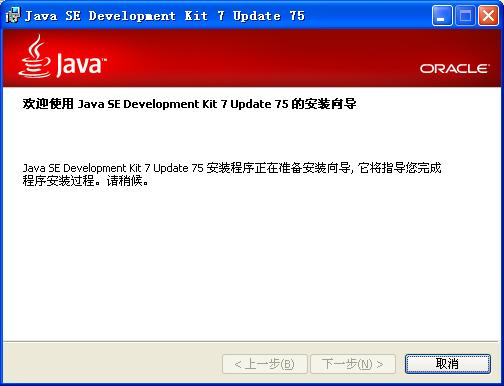 Java SE Development Kit 7 Update 75
Java™
ORACLE®
欢迎使用 Java SE Development Kit 7 Update 75 的安装向导
Java SE Development Kit 7 Update 75 安装程序正在准备安装向导, 它将指导您完成
程序安装过程。请稍候。
< 上一步(B)
下一步(N) >
取消